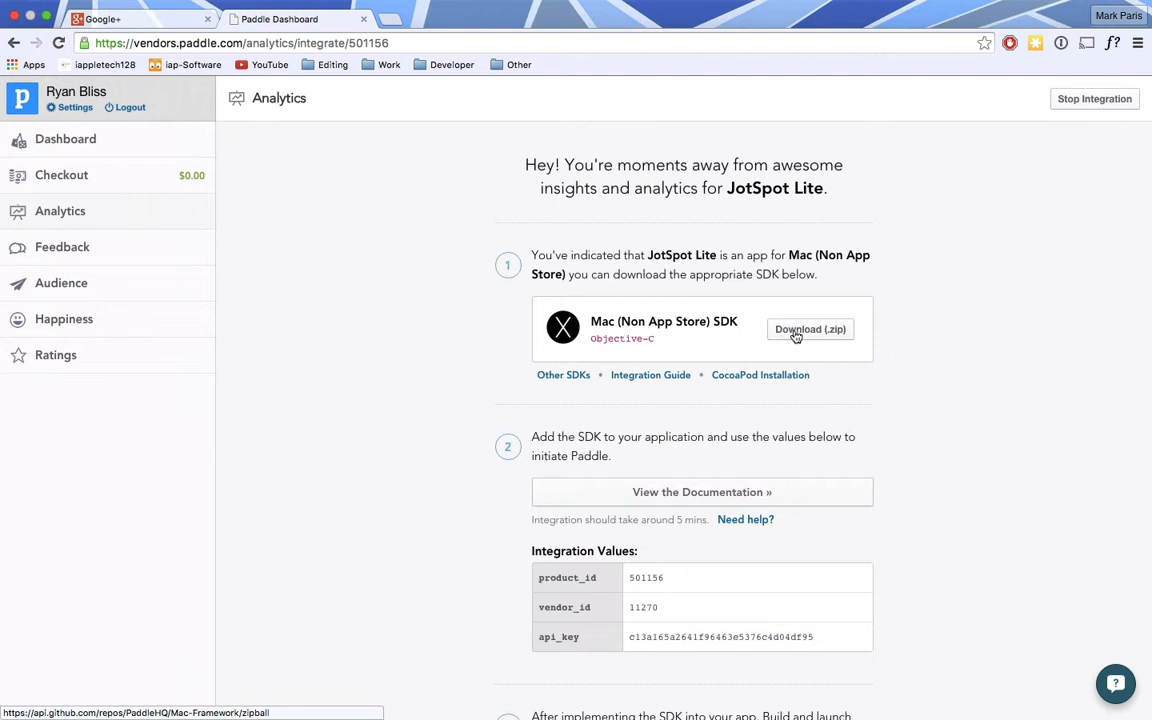 Google+
Paddle Dashboard
Mark Paris
https://vendors.paddle.com/analytics/integrate/501156
Apps
iappletech128
iap-Software
YouTube
Editing
Work
Developer
Other
Ryan Bliss
Settings
Logout
Analytics
Stop Integration
Dashboard
Checkout
$0.00
Analytics
Feedback
Audience
Happiness
Ratings
Hey! You're moments away from awesome
insights and analytics for JotSpot Lite.
1
You've indicated that JotSpot Lite is an app for Mac (Non App
Store) you can download the appropriate SDK below.
Mac (Non App Store) SDK
Objective-C
Download (.zip)
Other SDKs • Integration Guide • CocoaPod Installation
2
Add the SDK to your application and use the values below to
initiate Paddle.
View the Documentation »
Integration should take around 5 mins. Need help?
Integration Values:
product_id 501156
vendor_id 11270
api_key c13a165a2641f96463e5376c4d04df95
After implementing the SDK into your app. Build and launch
https://api.github.com/repos/PaddleHQ/Mac-Framework/zipball